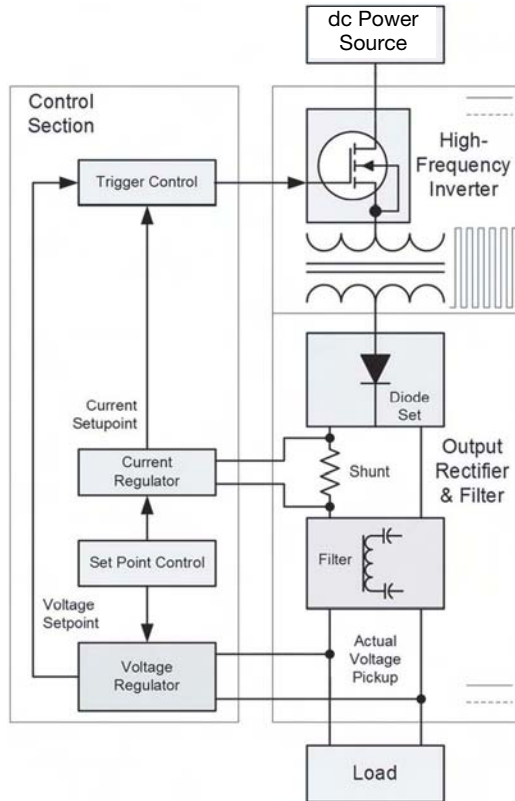 dc Power
Source
Control
Section
High-
Frequency
Inverter
Trigger Control
Diode
Set
Current
Setupoint
Output
Rectifier
& Filter
Current
Regulator
Shunt
Set Point Control
Filter
Voltage
Setpoint
Actual
Voltage
Pickup
Voltage
Regulator
Load